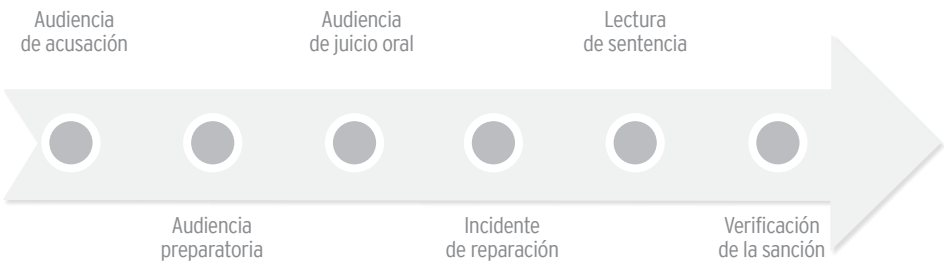 Audiencia
de acusación
Audiencia
de juicio oral
Lectura
de sentencia
Audiencia
preparatoria
Incidente
de reparación
Verificación
de la sanción